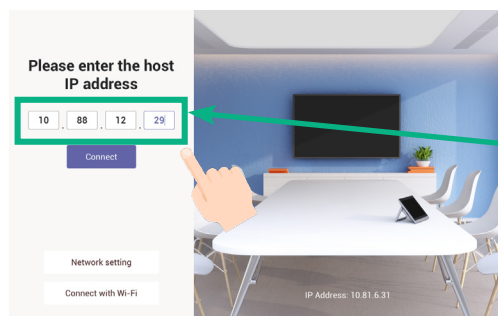 Please enter the host
IP address
10 . 88 . 12 . 29
Connect
Network setting
Connect with Wi-Fi
IP Address: 10.81.6.31